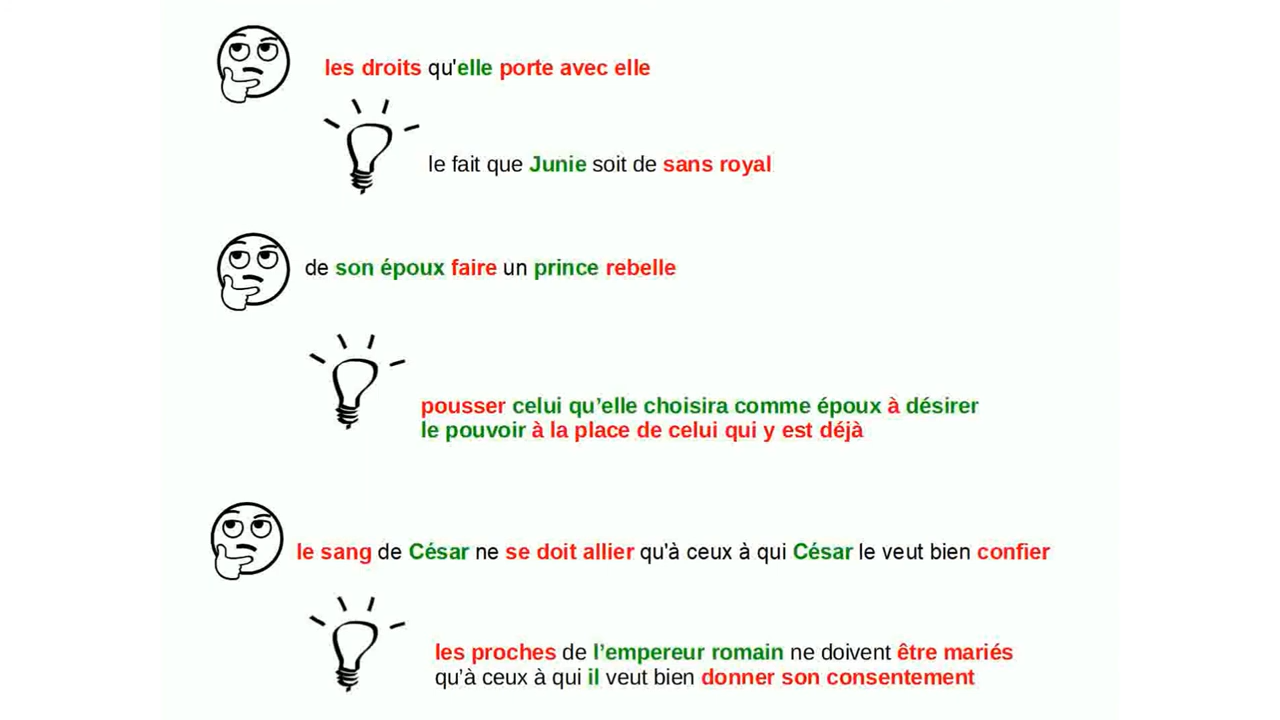 les droits qu'elle porte avec elle
le fait que Junie soit de sans royal
de son époux faire un prince rebelle
pousser celui qu’elle choisira comme époux à désirer
le pouvoir à la place de celui qui y est déjà
le sang de César ne se doit allier qu'à ceux à qui César le veut bien confier
les proches de l’empereur romain ne doivent être mariés
qu’à ceux à qui il veut bien donner son consentement